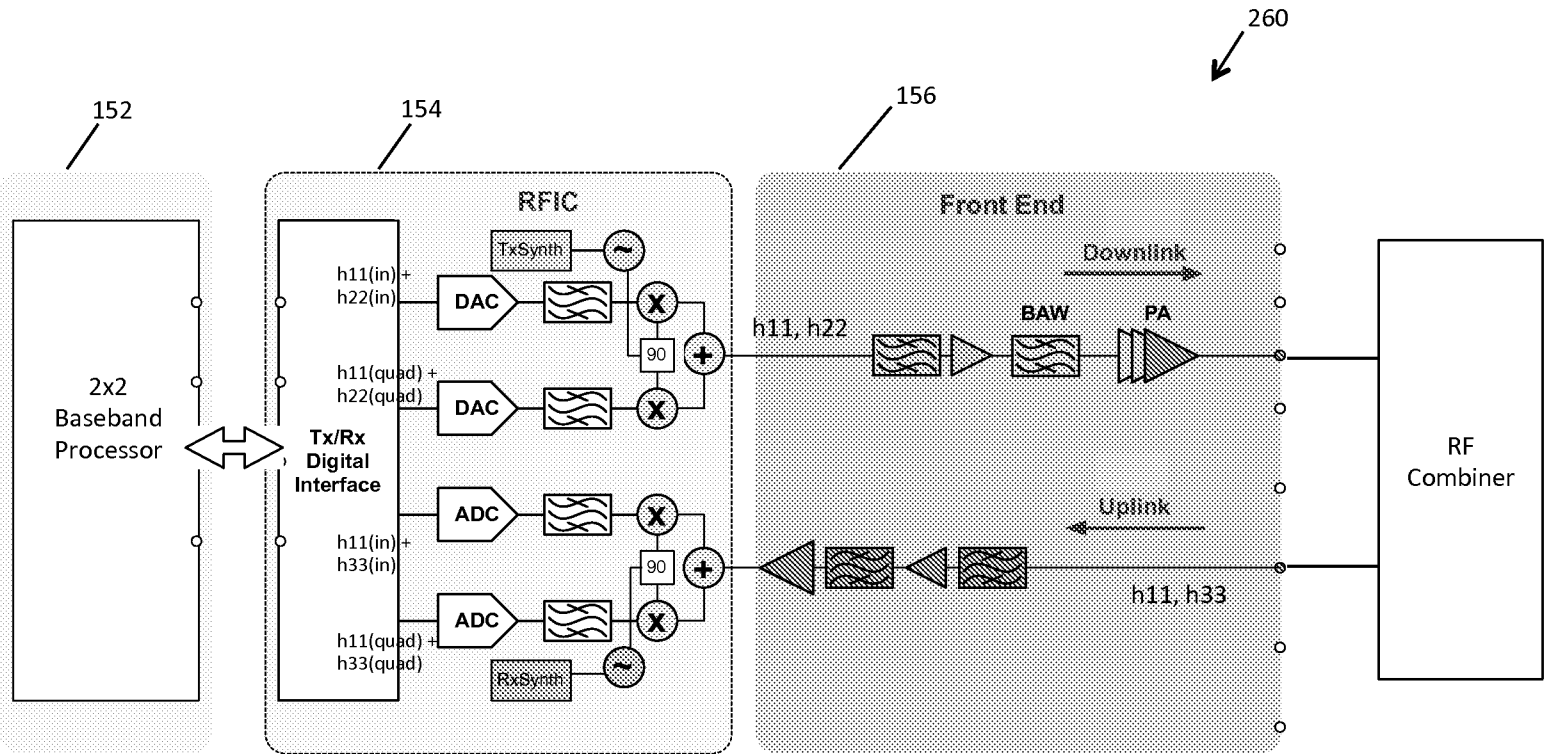 260
152
154
156
RFIC
Front End
TxSynth
~
Downlink
h11(in) +
h22(in)
DAC
X
BAW
PA
h11, h22
90
+
h11(quad) +
h22(quad)
DAC
X
2x2
Baseband
Processor
Tx/Rx
Digital
Interface
RF
Combiner
ADC
X
Uplink
h11(in) +
h33(in)
90
+
h11, h33
ADC
X
h11(quad) +
h33(quad)
RxSynth
~